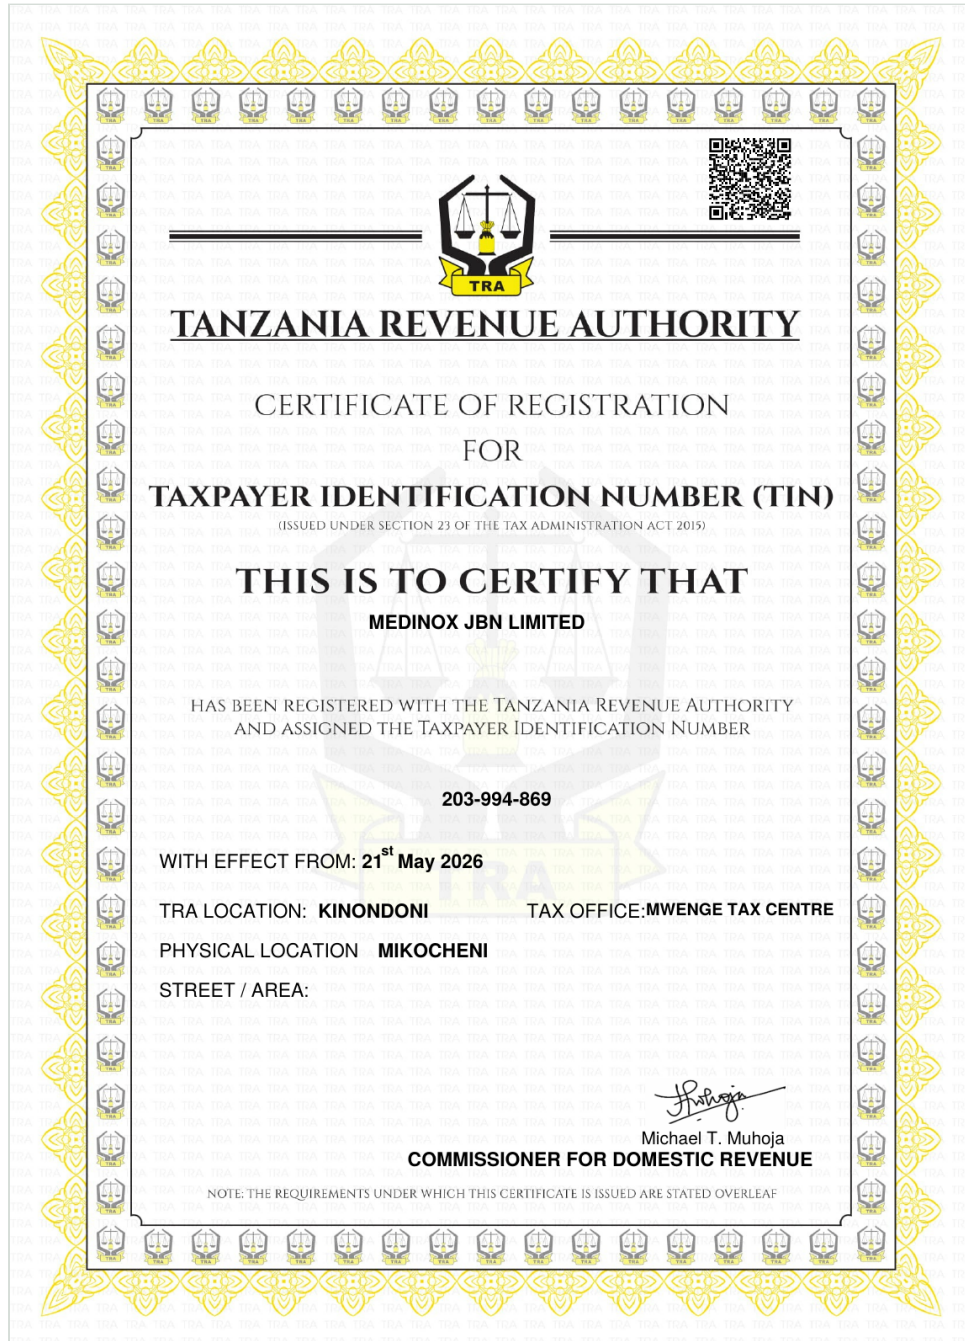 TRA
TANZANIA REVENUE AUTHORITY
CERTIFICATE OF REGISTRATION
FOR
TAXPAYER IDENTIFICATION NUMBER (TIN)
(ISSUED UNDER SECTION 23 OF THE TAX ADMINISTRATION ACT 2015)
THIS IS TO CERTIFY THAT
MEDINOX JBN LIMITED
HAS BEEN REGISTERED WITH THE TANZANIA REVENUE AUTHORITY
AND ASSIGNED THE TAXPAYER IDENTIFICATION NUMBER
203-994-869
TRA
WITH EFFECT FROM: 21st May 2026
TRA LOCATION: KINONDONI TAX OFFICE:MWENGE TAX CENTRE
PHYSICAL LOCATION MIKOCHENI
STREET / AREA:
Michael T. Muhoja
COMMISSIONER FOR DOMESTIC REVENUE
NOTE: THE REQUIREMENTS UNDER WHICH THIS CERTIFICATE IS ISSUED ARE STATED OVERLEAF